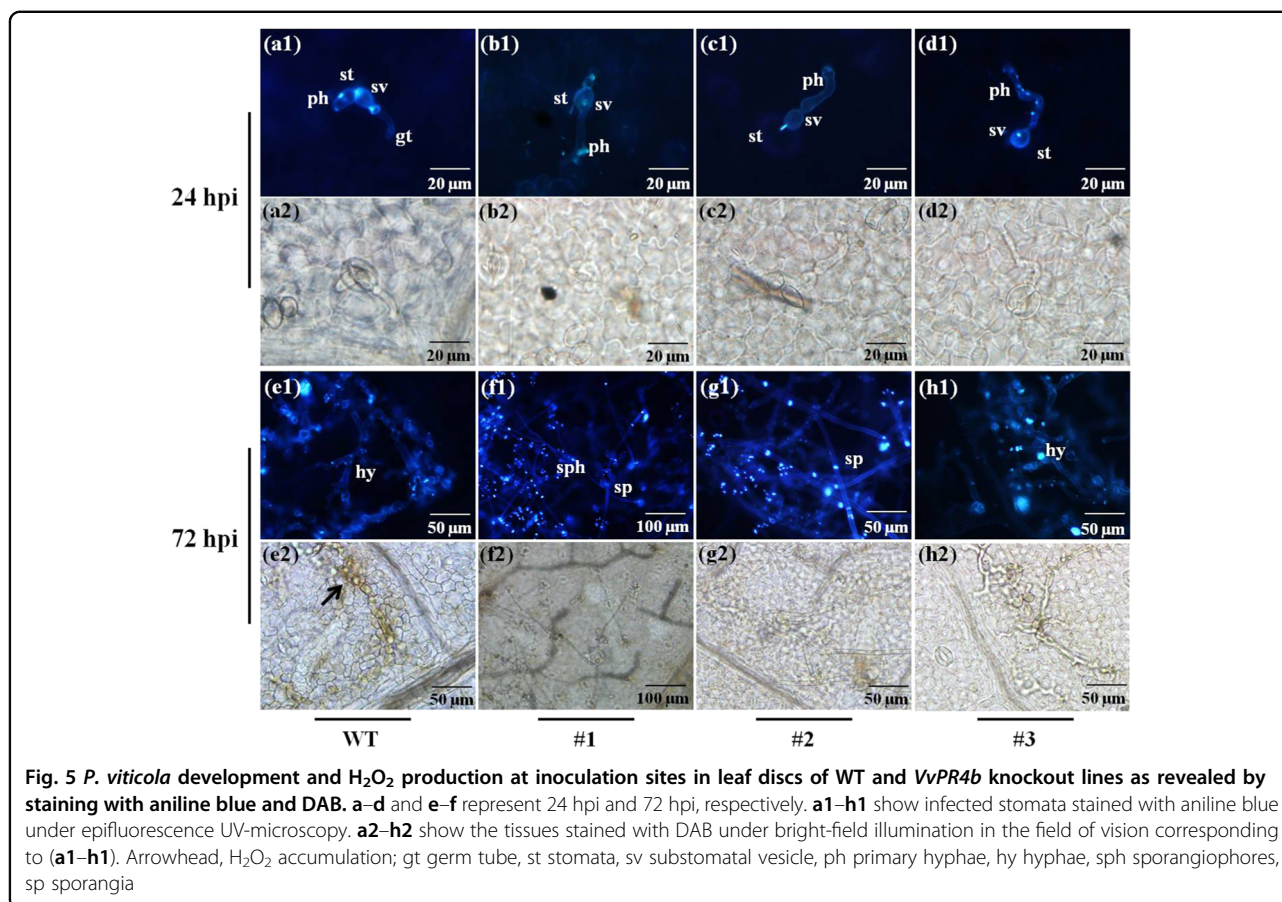 (a1) (b1) (c1) (d1)
st sv ph gt
st sv ph
ph sv st
ph sv st
20 µm 20 µm 20 µm 20 µm
24 hpi
(a2) (b2) (c2) (d2)
20 µm 20 µm 20 µm 20 µm
(e1) (f1) (g1) (h1)
hy sph sp sp hy
50 µm 100 µm 50 µm 50 µm
72 hpi
(e2) (f2) (g2) (h2)
50 µm 100 µm 50 µm 50 µm
WT #1 #2 #3
Fig. 5 P. viticola development and H₂O₂ production at inoculation sites in leaf discs of WT and VvPR4b knockout lines as revealed by
staining with aniline blue and DAB. a–d and e–f represent 24 hpi and 72 hpi, respectively. a1–h1 show infected stomata stained with aniline blue
under epifluorescence UV-microscopy. a2–h2 show the tissues stained with DAB under bright-field illumination in the field of vision corresponding
to (a1–h1). Arrowhead, H₂O₂ accumulation; gt germ tube, st stomata, sv substomatal vesicle, ph primary hyphae, hy hyphae, sph sporangiophores,
sp sporangia